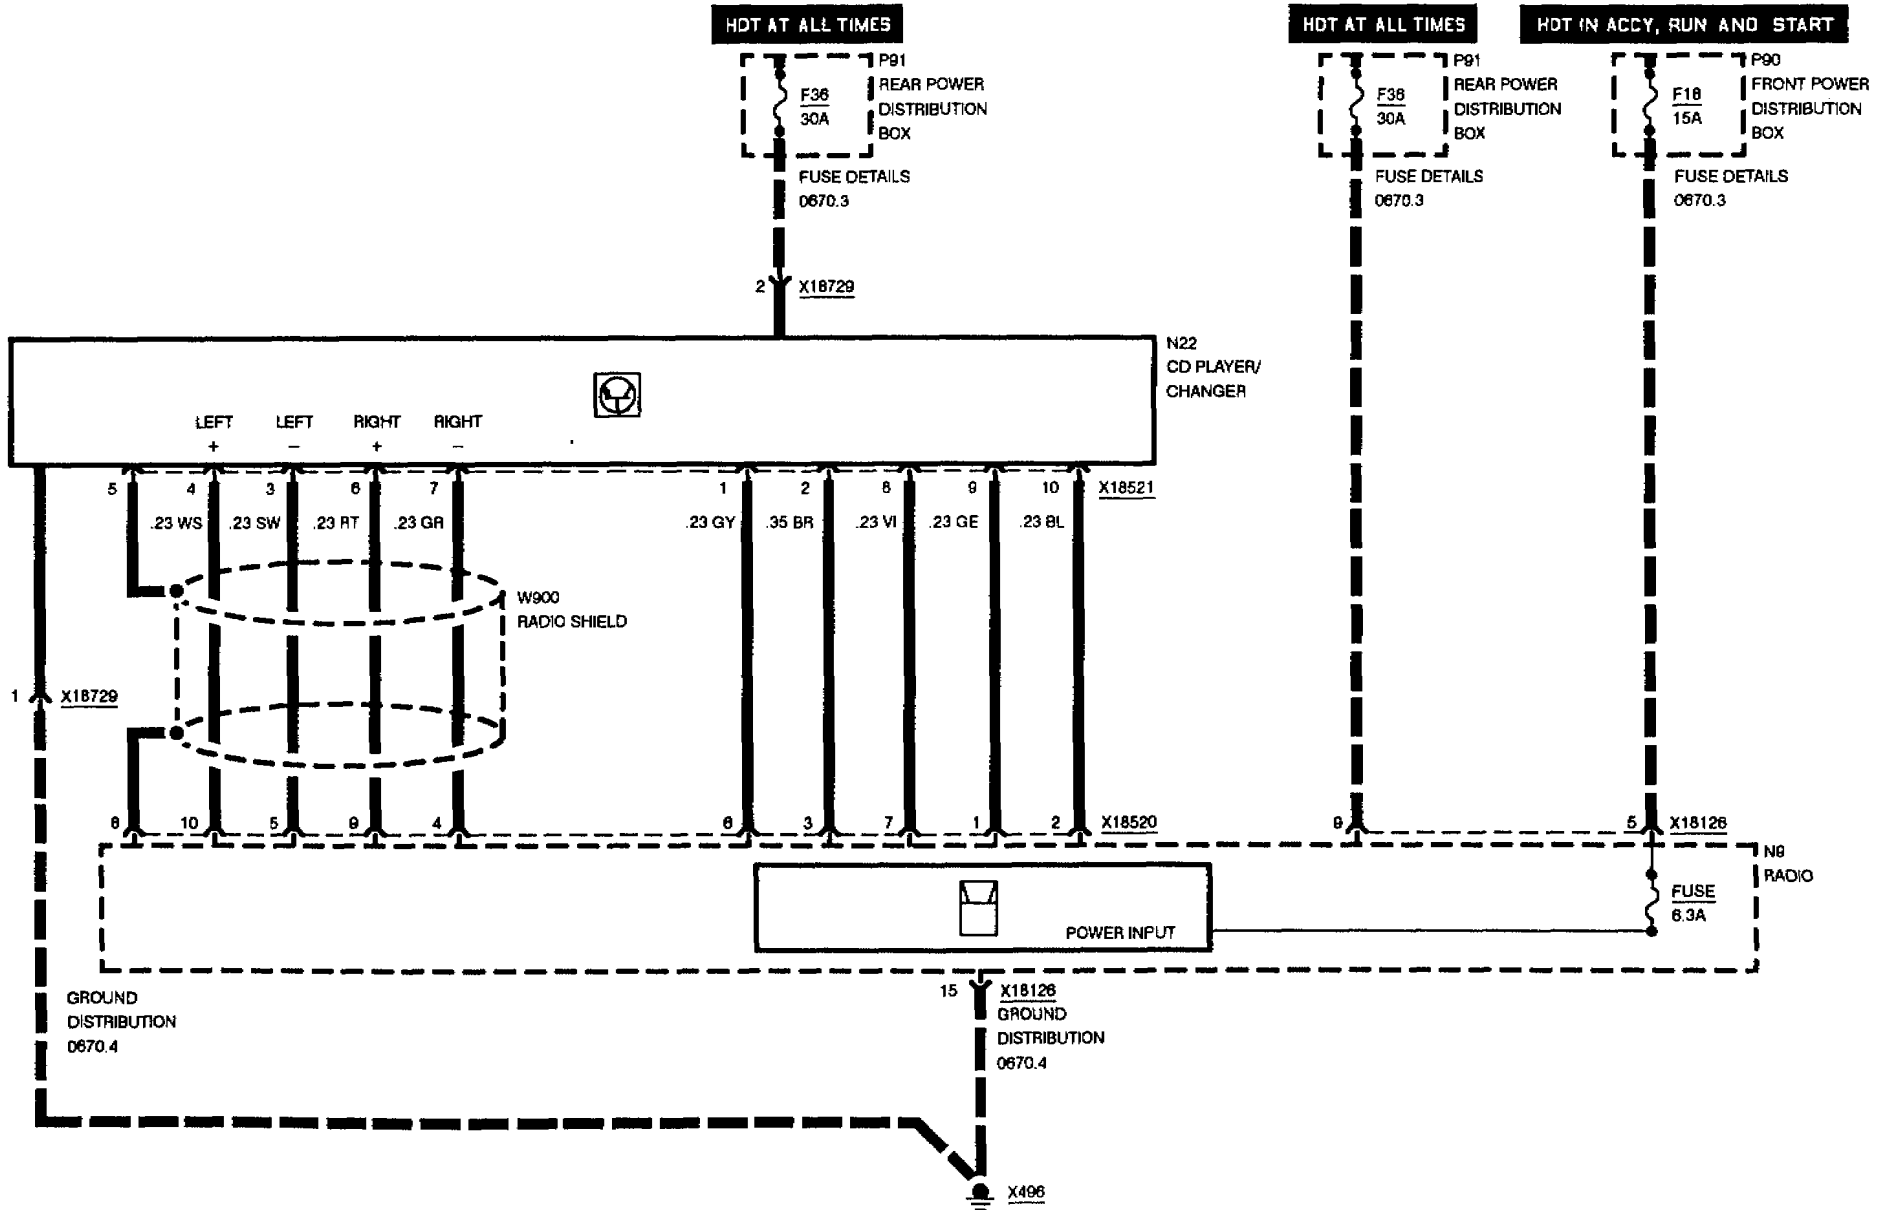 HOT AT ALL TIMES
HOT AT ALL TIMES
HOT IN ACCY, RUN AND START
P91
REAR POWER
DISTRIBUTION
BOX
F36
30A
FUSE DETAILS
0670.3
P91
REAR POWER
DISTRIBUTION
BOX
F36
30A
FUSE DETAILS
0670.3
P90
FRONT POWER
DISTRIBUTION
BOX
F18
15A
FUSE DETAILS
0670.3
2 X18729
N22
CD PLAYER/
CHANGER
LEFT LEFT RIGHT RIGHT
+ − + −
5 4 3 6 7 1 2 8 9 10 X18521
.23 WS .23 SW .23 RT .23 GR .23 GY .35 BR .23 VI .23 GE .23 BL
W900
RADIO SHIELD
1 X18729
8 10 5 9 4 6 3 7 1 2 X18520 9 5 X18126
N9
RADIO
FUSE
6.3A
POWER INPUT
15 X18126
GROUND
DISTRIBUTION
0670.4
GROUND
DISTRIBUTION
0670.4
X496